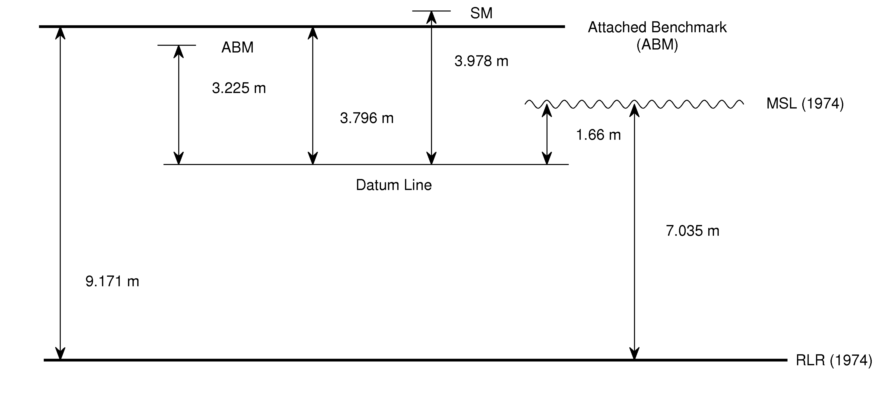 SM
Attached Benchmark
(ABM)
ABM
3.978 m
3.225 m
MSL (1974)
3.796 m
1.66 m
Datum Line
7.035 m
9.171 m
RLR (1974)